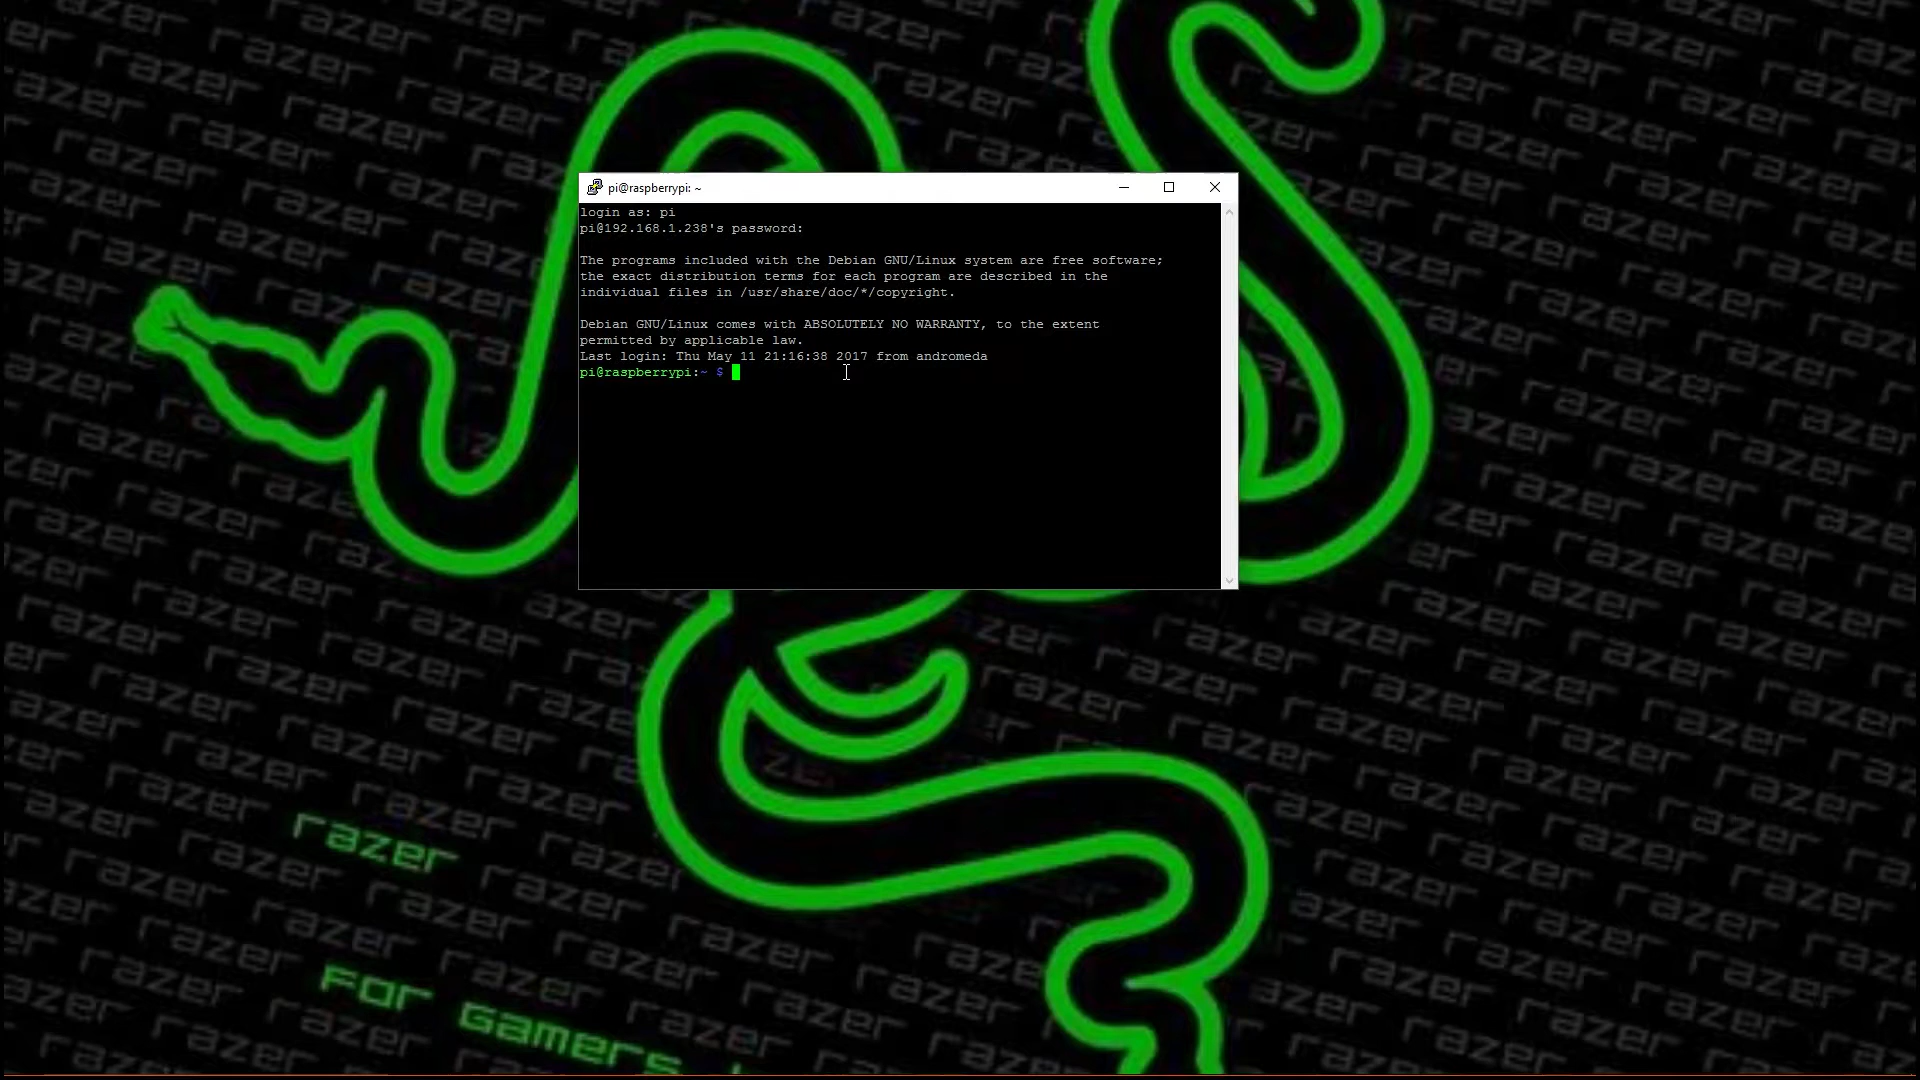 pi@raspberrypi: ~
login as: pi
pi@192.168.1.238's password:
The programs included with the Debian GNU/Linux system are free software;
the exact distribution terms for each program are described in the
individual files in /usr/share/doc/*/copyright.
Debian GNU/Linux comes with ABSOLUTELY NO WARRANTY, to the extent
permitted by applicable law.
Last login: Thu May 11 21:16:38 2017 from andromeda
pi@raspberrypi:~ $
razer
For Gamers